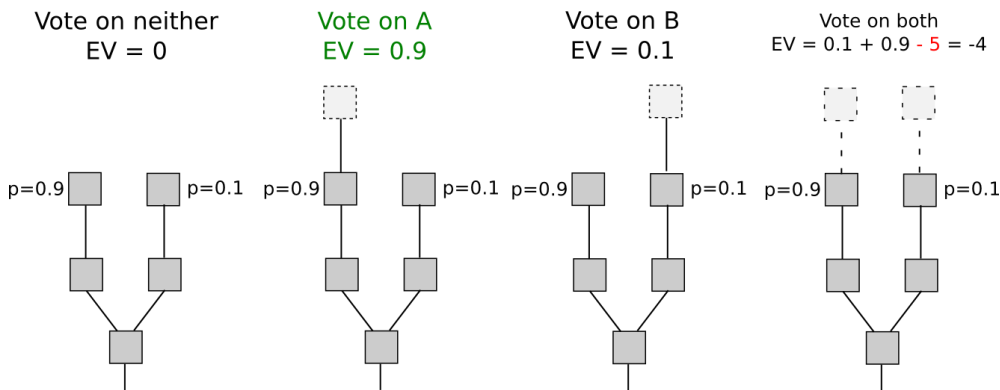 Vote on neither
EV = 0
Vote on A
EV = 0.9
Vote on B
EV = 0.1
Vote on both
EV = 0.1 + 0.9 - 5 = -4
p=0.9
p=0.1
p=0.9
p=0.1
p=0.9
p=0.1
p=0.9
p=0.1